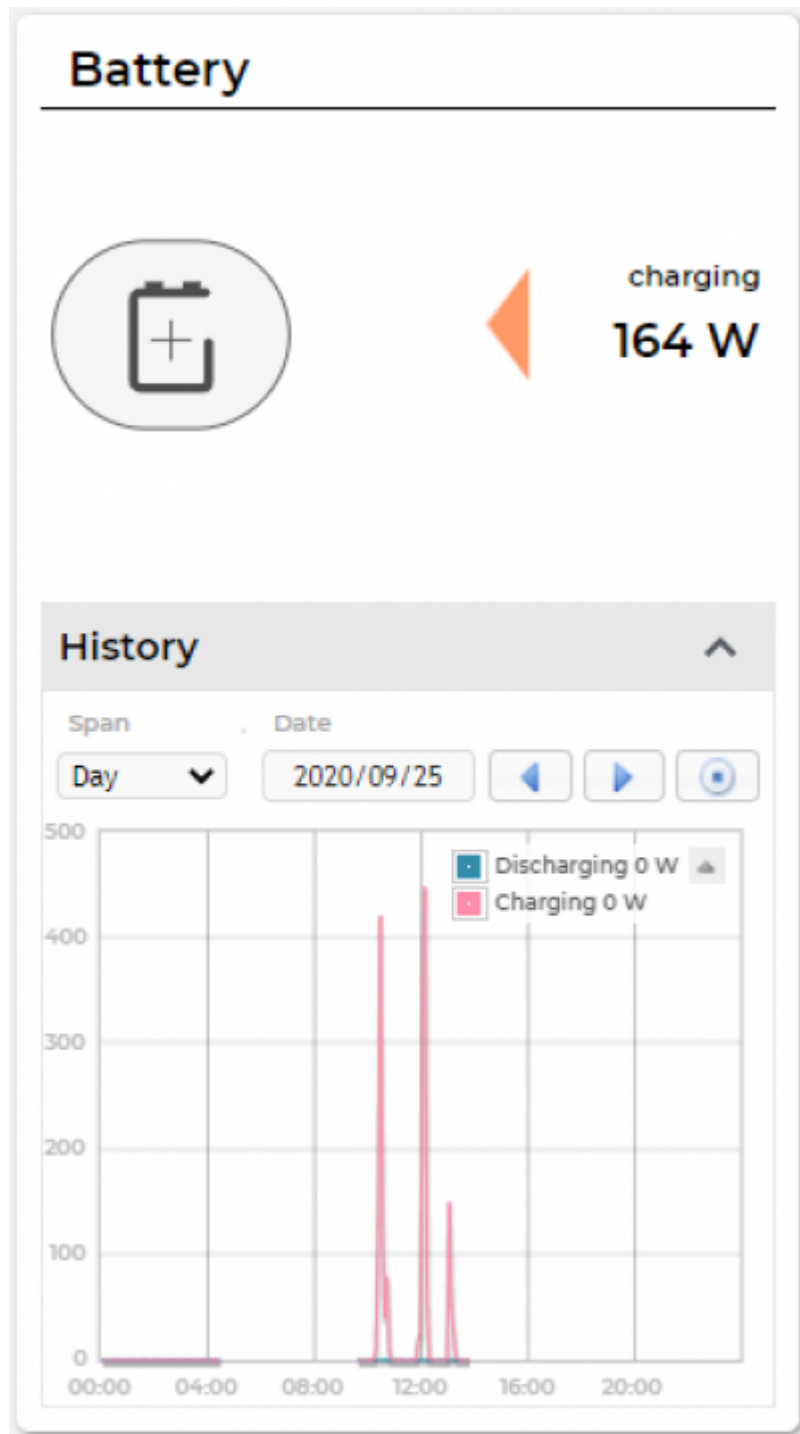 Battery
charging
164 W
History
Span . Date
Day 2020/09/25
500
Discharging 0 W
Charging 0 W
400
300
200
100
0
00:00 04:00 08:00 12:00 16:00 20:00